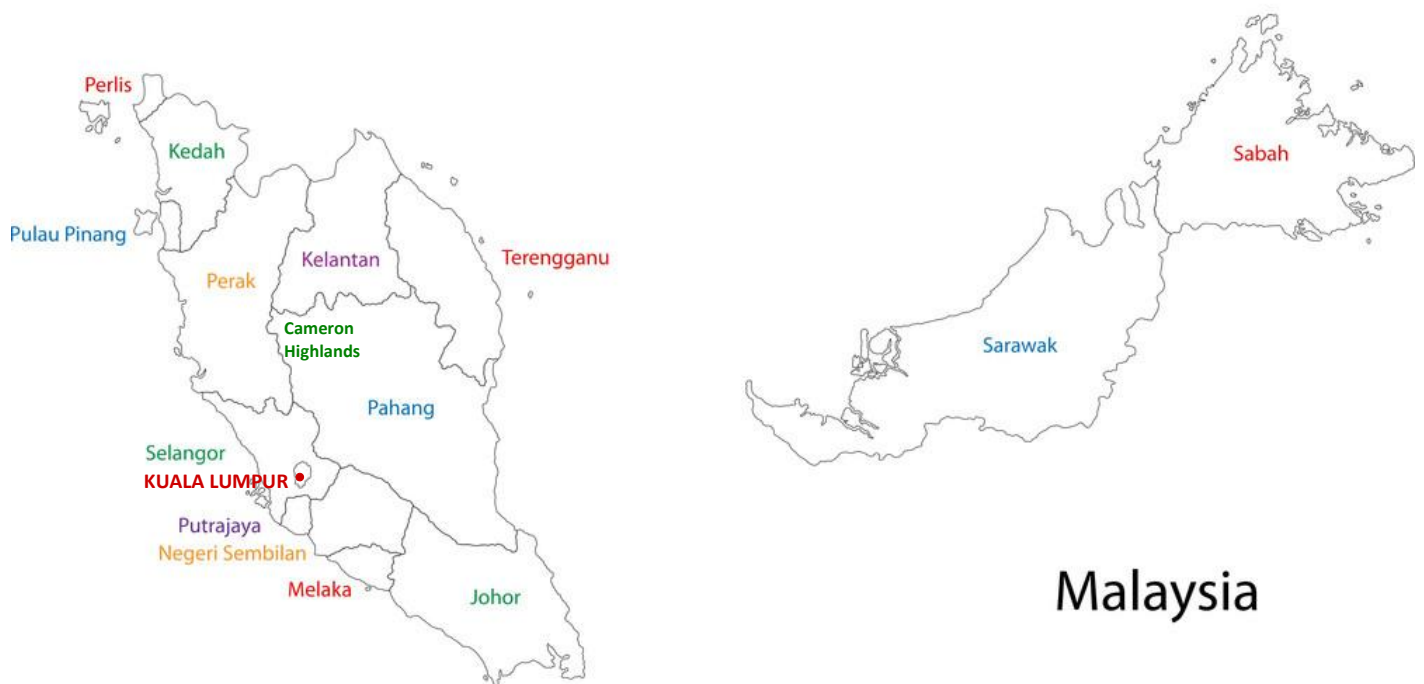 Perlis
Kedah
Sabah
Pulau Pinang
Kelantan
Terengganu
Perak
Cameron
Highlands
Sarawak
Pahang
Selangor
KUALA LUMPUR
Putrajaya
Negeri Sembilan
Melaka
Johor
Malaysia